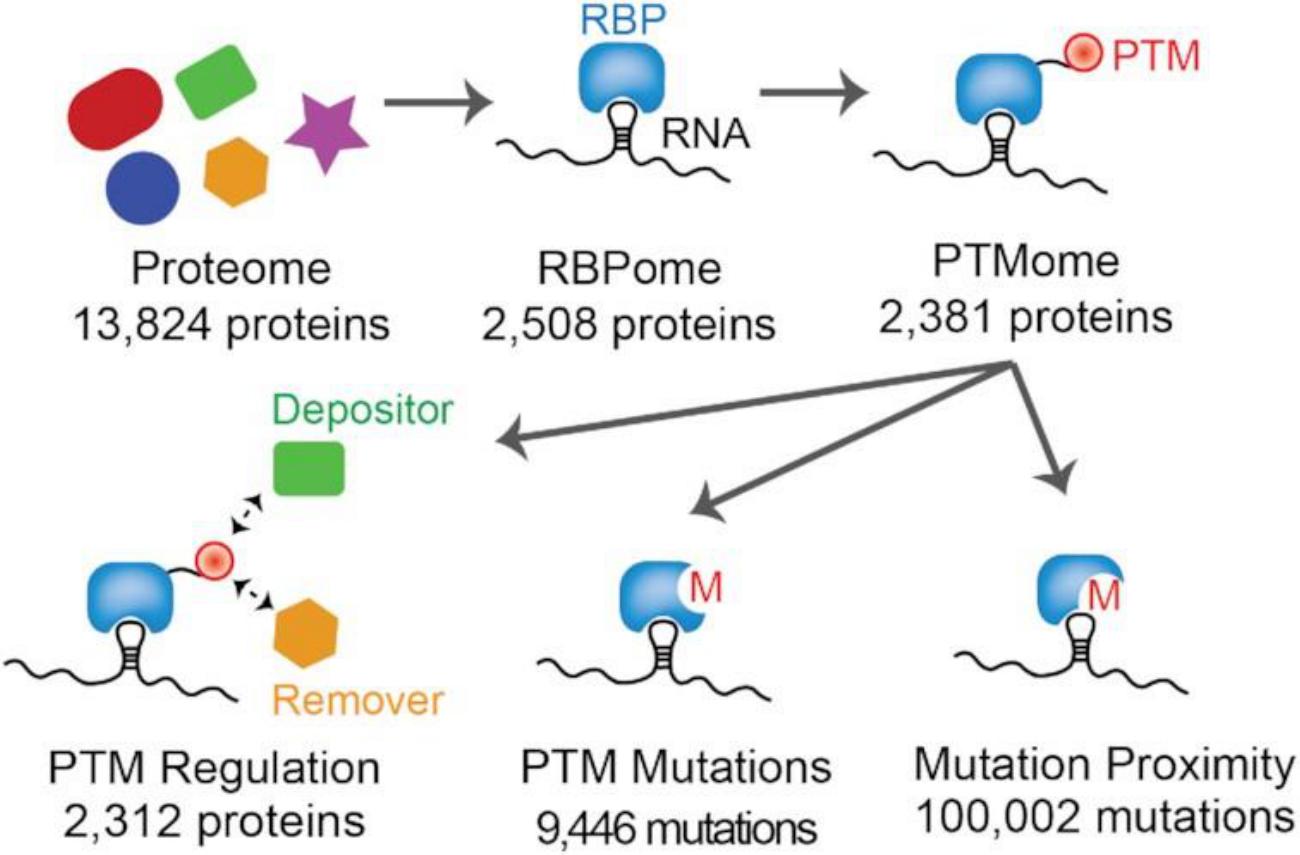 RBP
PTM
RNA
Proteome
13,824 proteins
RBPome
2,508 proteins
PTMome
2,381 proteins
Depositor
Remover
M
M
PTM Regulation
2,312 proteins
PTM Mutations
9,446 mutations
Mutation Proximity
100,002 mutations